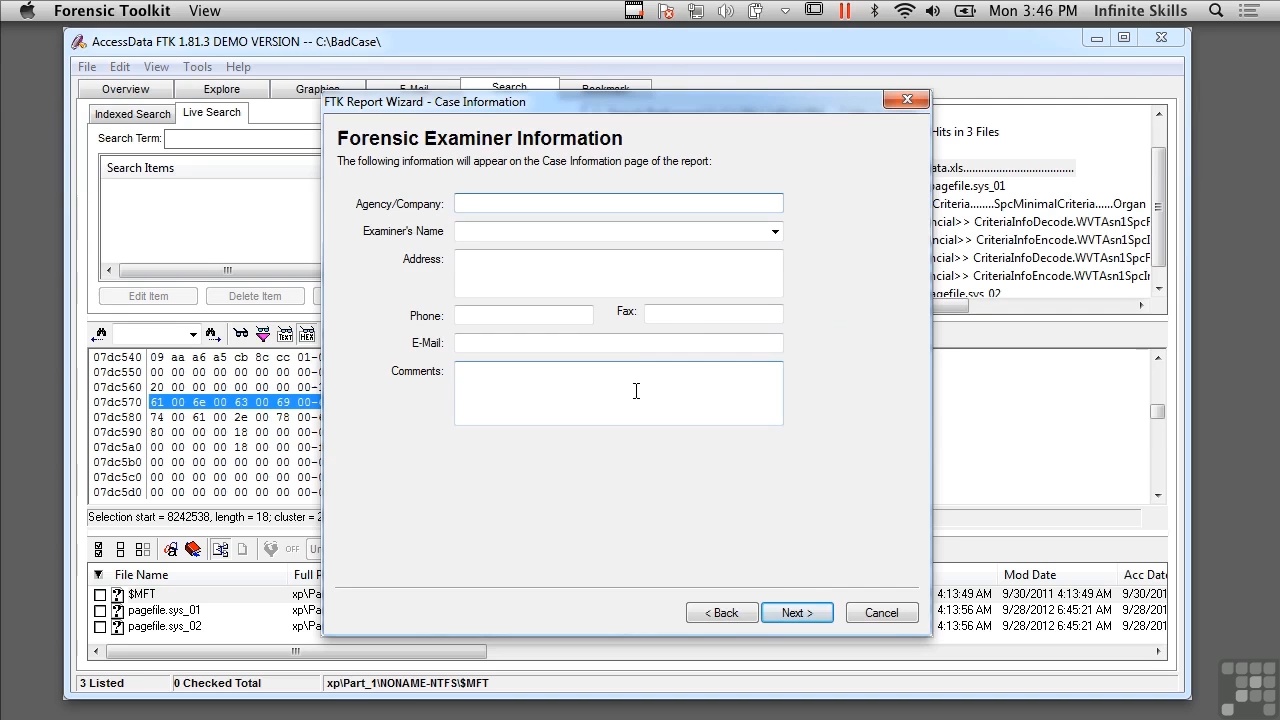 Forensic Toolkit View
Mon 3:46 PM Infinite Skills
AccessData FTK 1.81.3 DEMO VERSION -- C:\BadCase\
File Edit View Tools Help
Overview Explore Graphics E-Mail Search Bookmark
Indexed Search Live Search
Search Term:
Search Items
Edit Item Delete Item
FTK Report Wizard - Case Information
Forensic Examiner Information
The following information will appear on the Case Information page of the report:
Agency/Company:
Examiner's Name
Address:
Phone: Fax:
E-Mail:
Comments:
< Back Next > Cancel
Hits in 3 Files
ata.xls
pagefile.sys_01
Criteria........SpcMinimalCriteria......Organ
ncial>> CriteriaInfoDecode.WVTAsn1SpcF
ncial>> CriteriaInfoEncode.WVTAsn1SpcF
ncial>> CriteriaInfoDecode.WVTAsn1SpcF
ncial>> CriteriaInfoEncode.WVTAsn1SpcIr
pagefile.sys_02
TEXT HEX
07dc540 09 aa a6 a5 cb 8c cc 01-
07dc550 00 00 00 00 00 00 00 00-
07dc560 20 00 00 00 00 00 00 00-
07dc570 61 00 6e 00 63 00 69 00-
07dc580 74 00 61 00 2e 00 78 00-
07dc590 80 00 00 00 18 00 00 00-
07dc5a0 00 00 00 00 18 00 00 00-
07dc5b0 00 00 00 00 00 00 00 00-
07dc5c0 00 00 00 00 00 00 00 00-
07dc5d0 00 00 00 00 00 00 00 00-
Selection start = 8242538, length = 18; cluster = 2
OFF Un
File Name Full P Mod Date Acc Date
$MFT xp\Par 4:13:49 AM 9/30/2011 4:13:49 AM 9/30/201
pagefile.sys_01 xp\Par 4:13:56 AM 9/28/2012 6:45:21 AM 9/28/201
pagefile.sys_02 xp\Par 4:13:56 AM 9/28/2012 6:45:21 AM 9/28/201
3 Listed 0 Checked Total xp\Part_1\NONAME-NTFS\$MFT